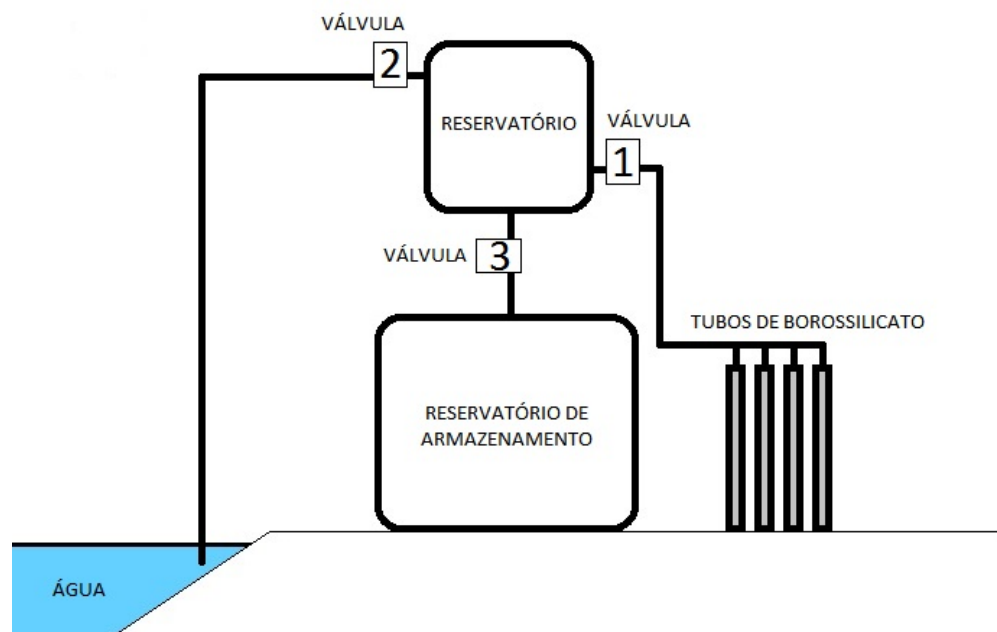 VÁLVULA
2
RESERVATÓRIO
VÁLVULA
1
VÁLVULA
3
TUBOS DE BOROSSILICATO
RESERVATÓRIO DE
ARMAZENAMENTO
ÁGUA